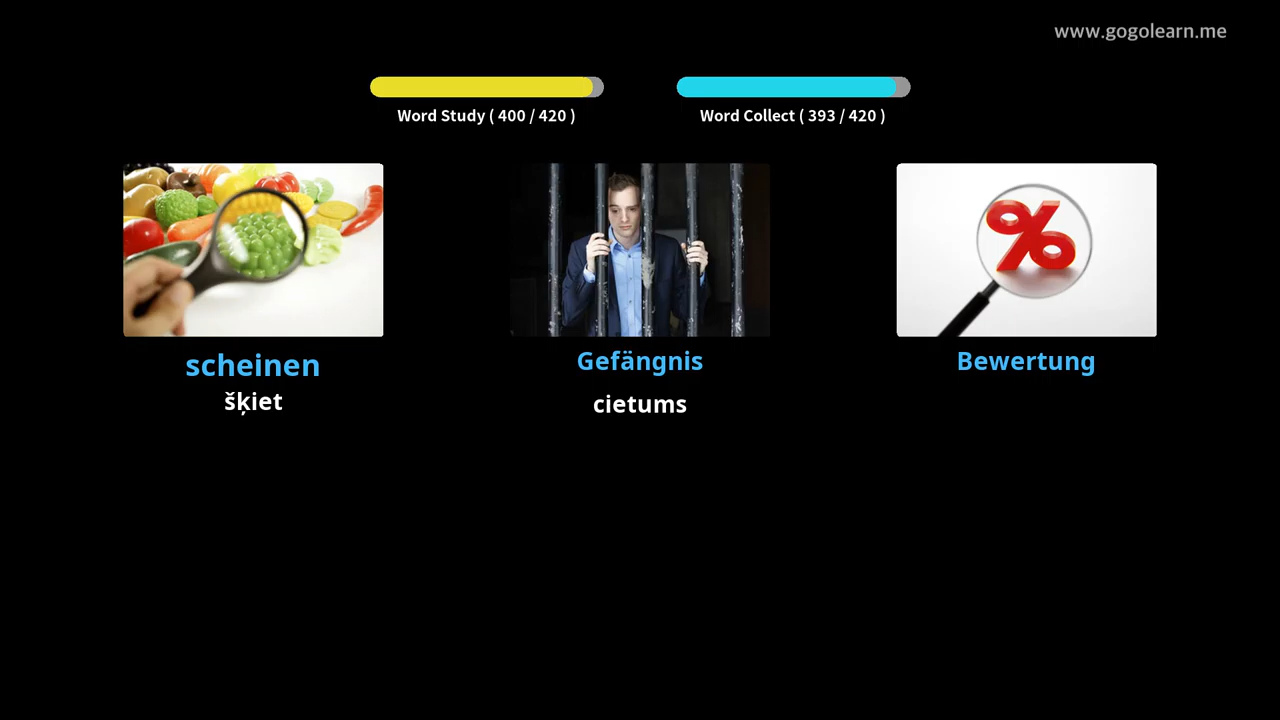 www.gogolearn.me
Word Study ( 400 / 420 )
Word Collect ( 393 / 420 )
scheinen
šķiet
Gefängnis
cietums
Bewertung
%